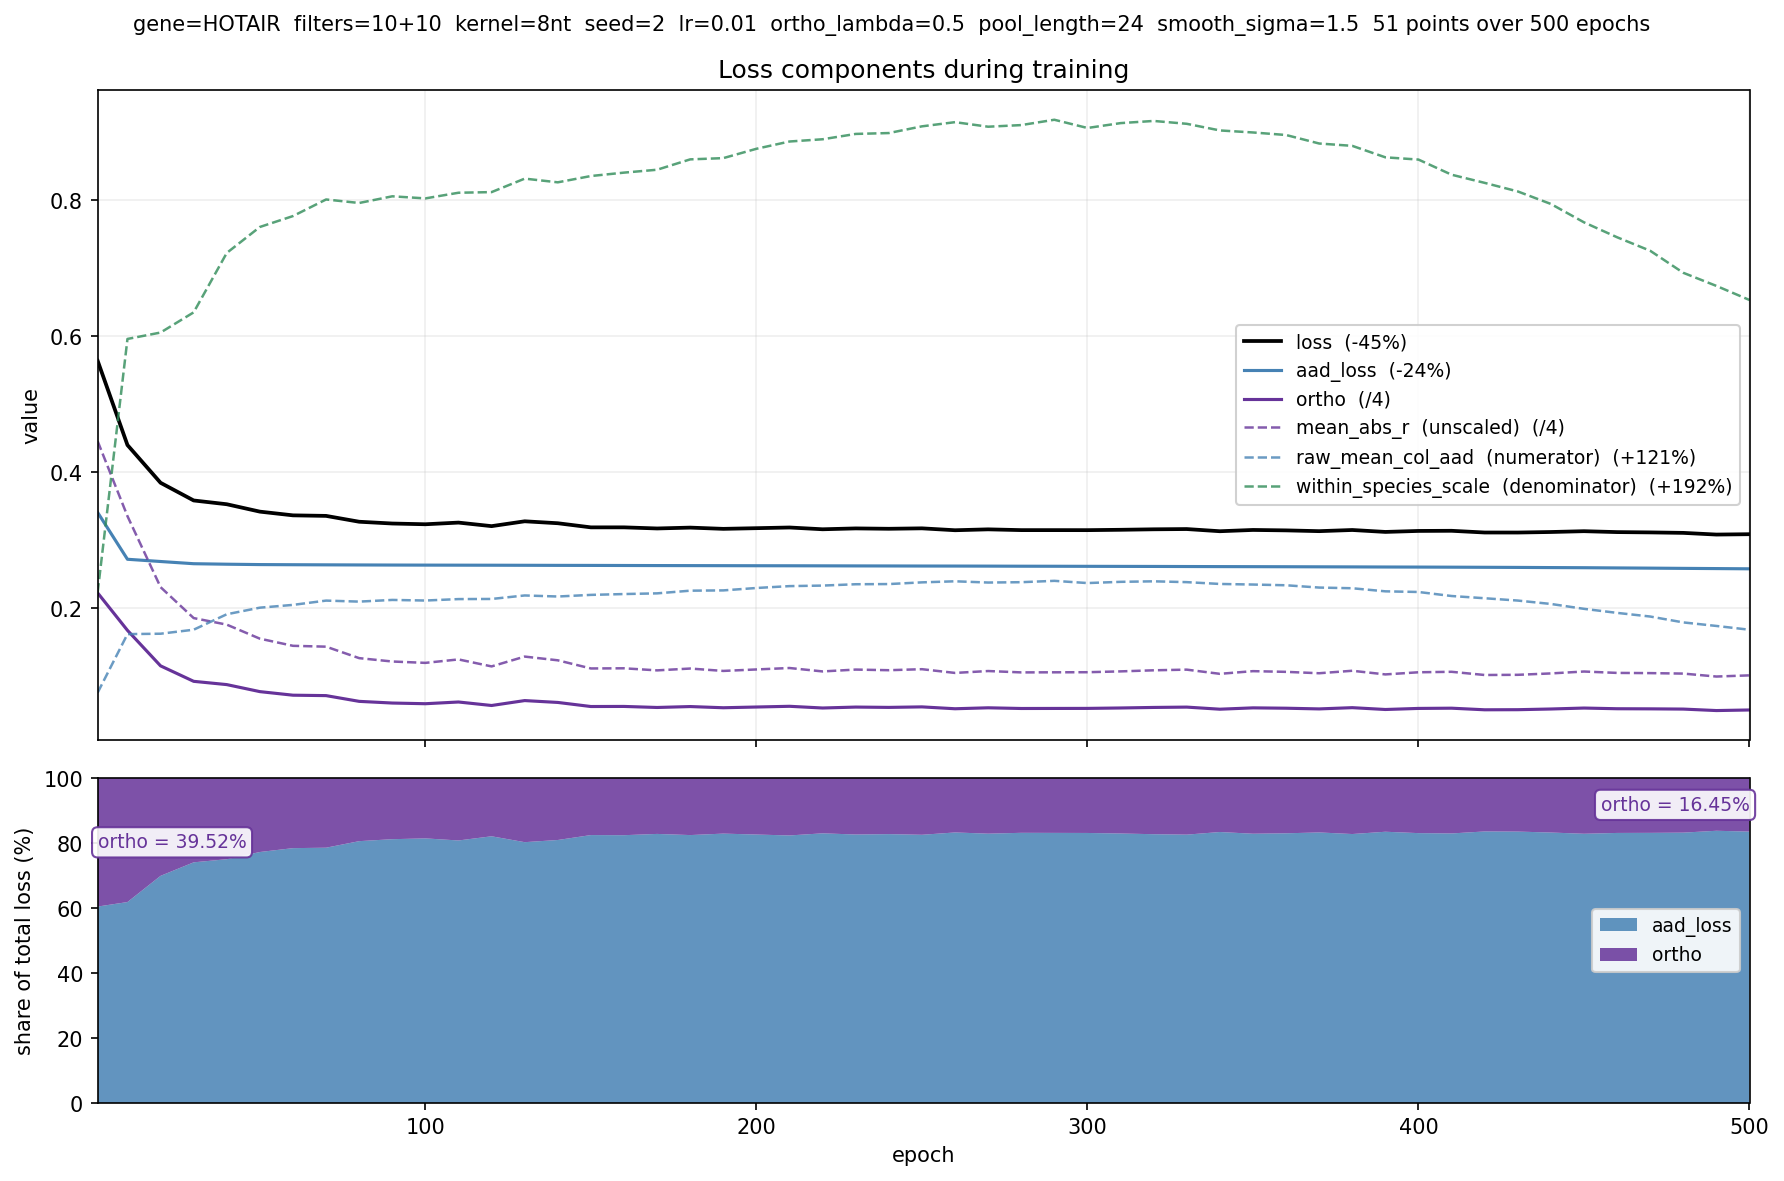 gene=HOTAIR  filters=10+10  kernel=8nt  seed=2  lr=0.01  ortho_lambda=0.5  pool_length=24  smooth_sigma=1.5  51 points over 500 epochs
Loss components during training
value
0.8
0.6
0.4
0.2
loss  (-45%)
aad_loss  (-24%)
ortho  (/4)
mean_abs_r  (unscaled)  (/4)
raw_mean_col_aad  (numerator)  (+121%)
within_species_scale  (denominator)  (+192%)
share of total loss (%)
100
80
60
40
20
0
ortho = 39.52%
ortho = 16.45%
aad_loss
ortho
100
200
300
400
500
epoch